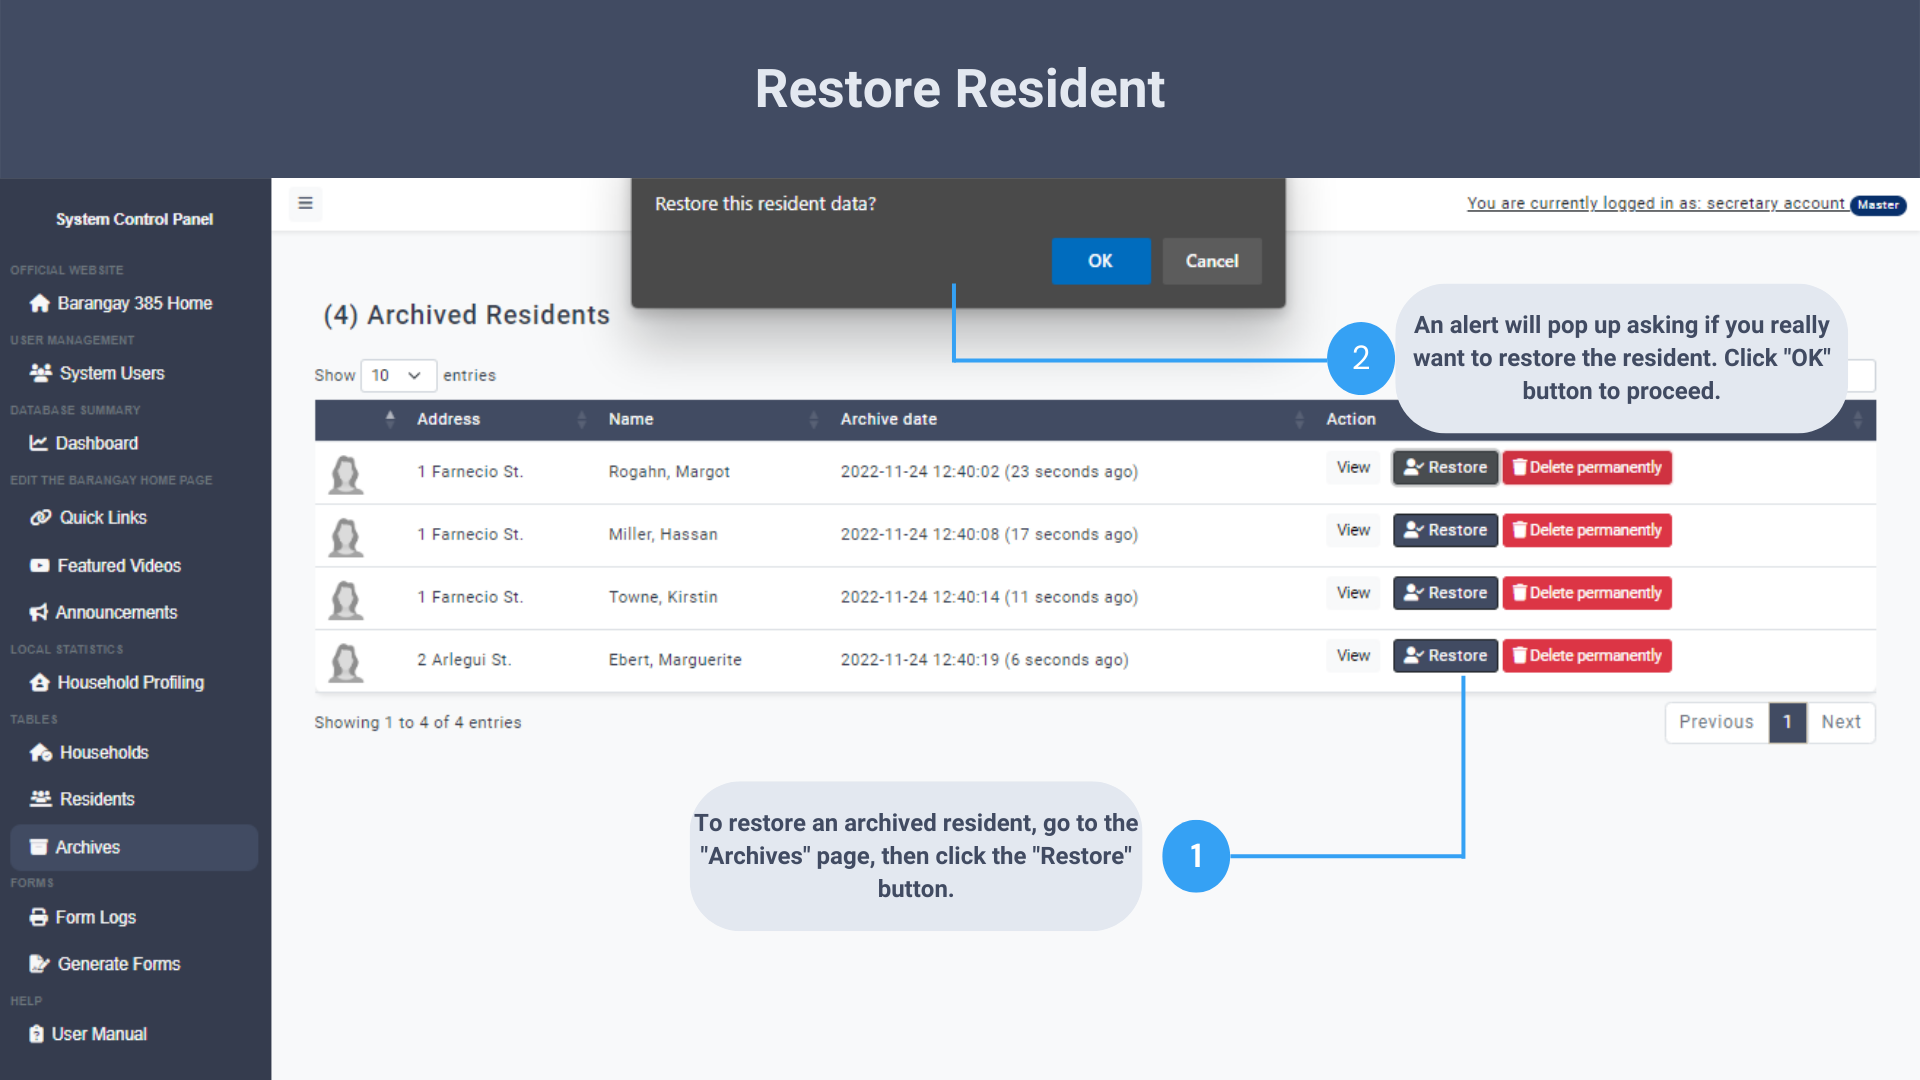 Restore Resident
System Control Panel
OFFICIAL WEBSITE
Barangay 385 Home
USER MANAGEMENT
System Users
DATABASE SUMMARY
Dashboard
EDIT THE BARANGAY HOME PAGE
Quick Links
Featured Videos
Announcements
LOCAL STATISTICS
Household Profiling
TABLES
Households
Residents
Archives
FORMS
Form Logs
Generate Forms
HELP
User Manual
Restore this resident data?
OK Cancel
You are currently logged in as: secretary account Master
(4) Archived Residents
2
An alert will pop up asking if you really
want to restore the resident. Click "OK"
button to proceed.
Show 10 entries
Address Name Archive date Action
1 Farnecio St. Rogahn, Margot 2022-11-24 12:40:02 (23 seconds ago) View Restore Delete permanently
1 Farnecio St. Miller, Hassan 2022-11-24 12:40:08 (17 seconds ago) View Restore Delete permanently
1 Farnecio St. Towne, Kirstin 2022-11-24 12:40:14 (11 seconds ago) View Restore Delete permanently
2 Arlegui St. Ebert, Marguerite 2022-11-24 12:40:19 (6 seconds ago) View Restore Delete permanently
Showing 1 to 4 of 4 entries
Previous 1 Next
To restore an archived resident, go to the
"Archives" page, then click the "Restore"
button.
1